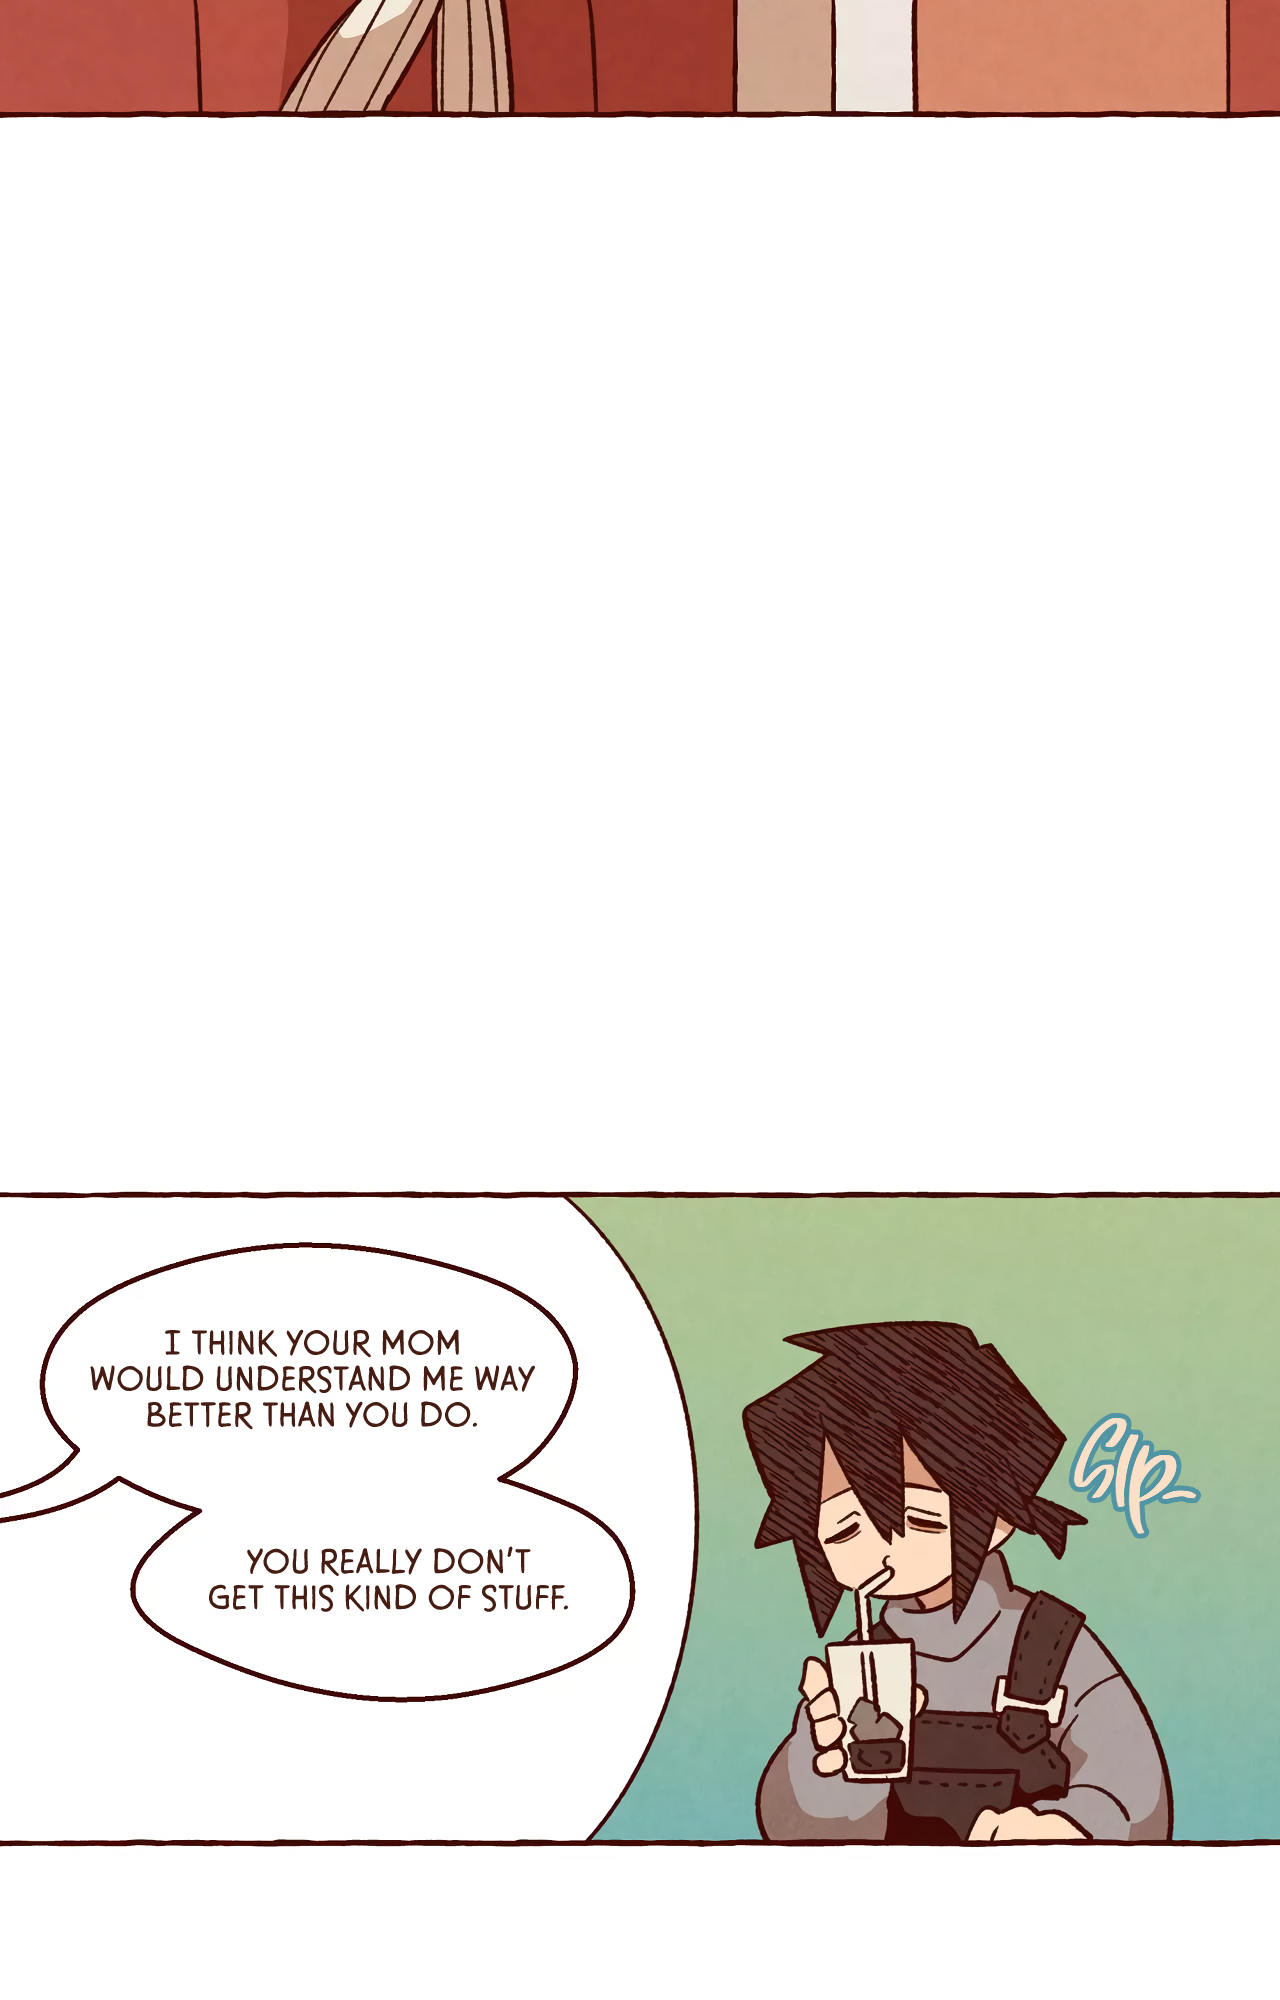 I THINK YOUR MOM
WOULD UNDERSTAND ME WAY
BETTER THAN YOU DO.
YOU REALLY DON'T
GET THIS KIND OF STUFF.
SIP-